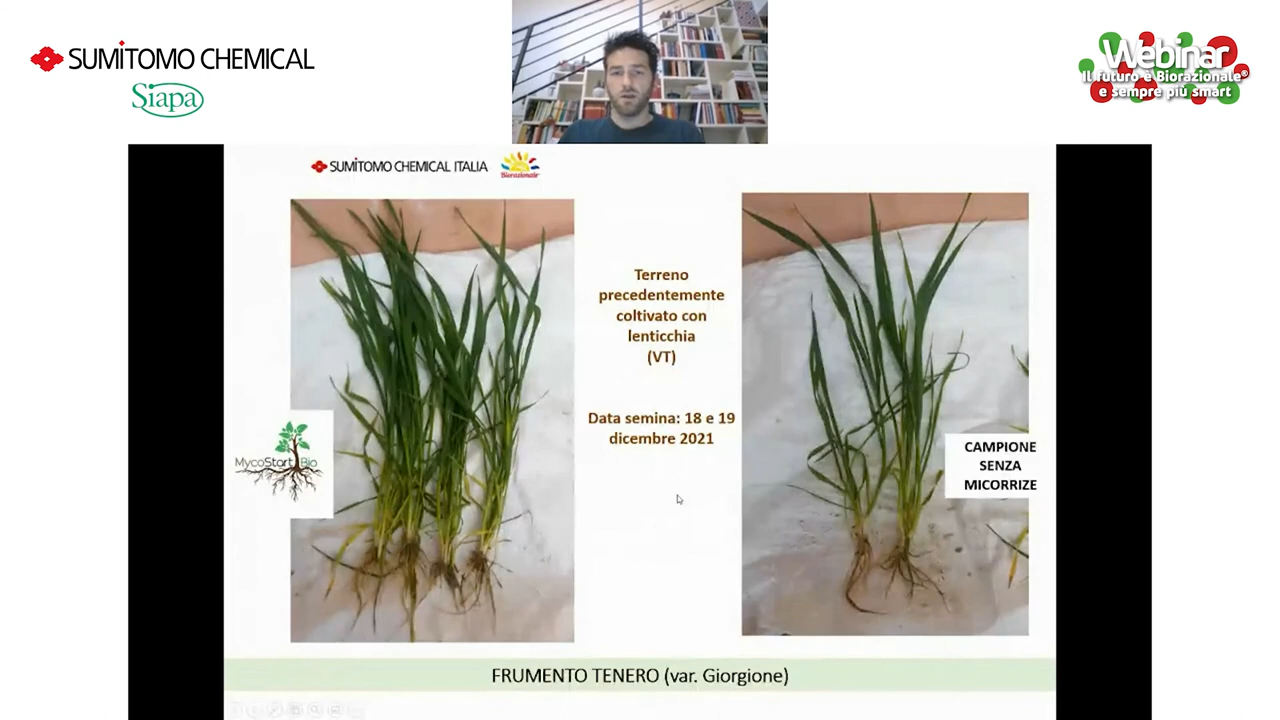 SUMITOMO CHEMICAL
Siapa
Webinar
Il futuro è Biorazionale®
e sempre più smart
SUMITOMO CHEMICAL ITALIA
Biorazionale
Terreno
precedentemente
coltivato con
lenticchia
(VT)
Data semina: 18 e 19
dicembre 2021
MycoStart Bio
CAMPIONE
SENZA
MICORRIZE
FRUMENTO TENERO (var. Giorgione)